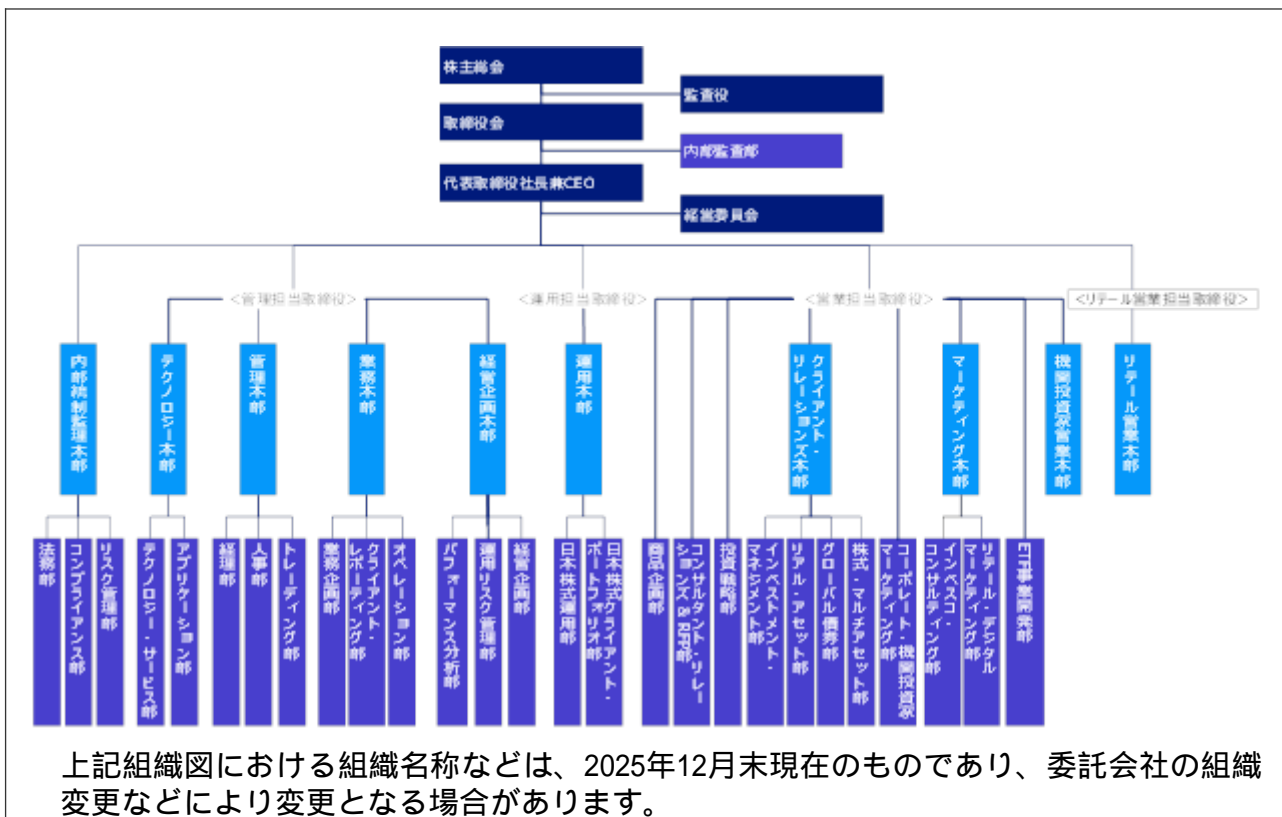 株主総会
監査役
取締役会
内部監査部
代表取締役社長兼CEO
経営委員会
<管理担当取締役>
<運用担当取締役>
<営業担当取締役>
<リテール営業担当取締役>
内部統制監理本部
テクノロジー本部
管理本部
業務本部
経営企画本部
運用本部
クライアント・
リレーションズ本部
マーケティング本部
機関投資家営業本部
リテール営業本部
法務部
コンプライアンス部
リスク管理部
テクノロジー・サービス部
アプリケーション部
経理部
人事部
トレーディング部
業務企画部
クライアント・
レポーティング部
オペレーション部
パフォーマンス分析部
運用リスク管理部
経営企画部
日本株式運用部
日本株式クライアント・
ポートフォリオ部
商品企画部
コンサルタント・リレー
ションズ & RFP部
投資戦略部
インベストメント・
マネジメント部
リアル・アセット部
グローバル債券部
株式・マルチアセット部
コーポレート・機関投資家
マーケティング部
インベスコ・
コンサルティング部
リテール・デジタル
マーケティング部
ETF事業開発部
上記組織図における組織名称などは、2025年12月末現在のものであり、委託会社の組織
変更などにより変更となる場合があります。